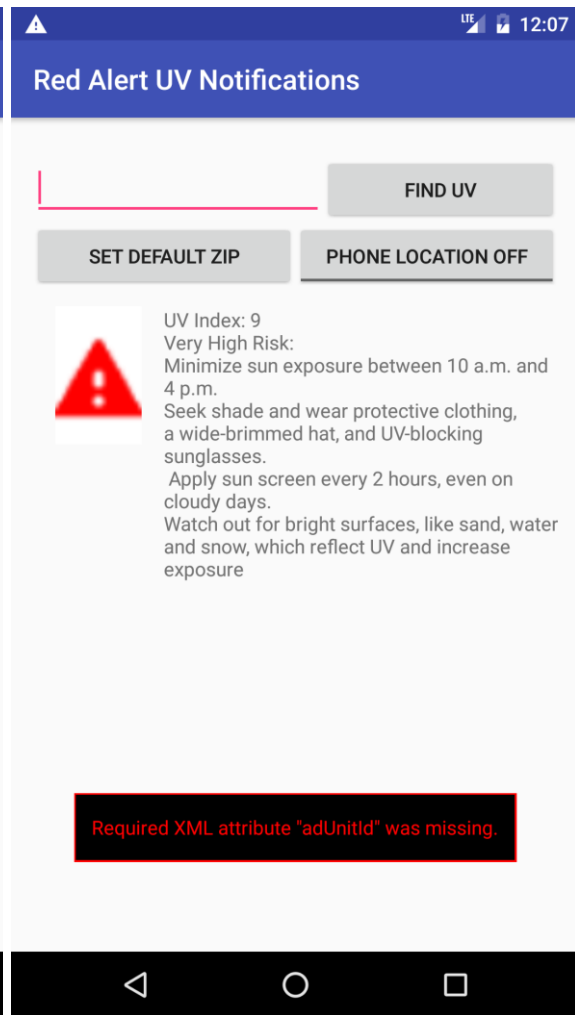 LTE 12:07
Red Alert UV Notifications
FIND UV
SET DEFAULT ZIP PHONE LOCATION OFF
UV Index: 9
Very High Risk:
Minimize sun exposure between 10 a.m. and
4 p.m.
Seek shade and wear protective clothing,
a wide-brimmed hat, and UV-blocking
sunglasses.
Apply sun screen every 2 hours, even on
cloudy days.
Watch out for bright surfaces, like sand, water
and snow, which reflect UV and increase
exposure
Required XML attribute "adUnitId" was missing.